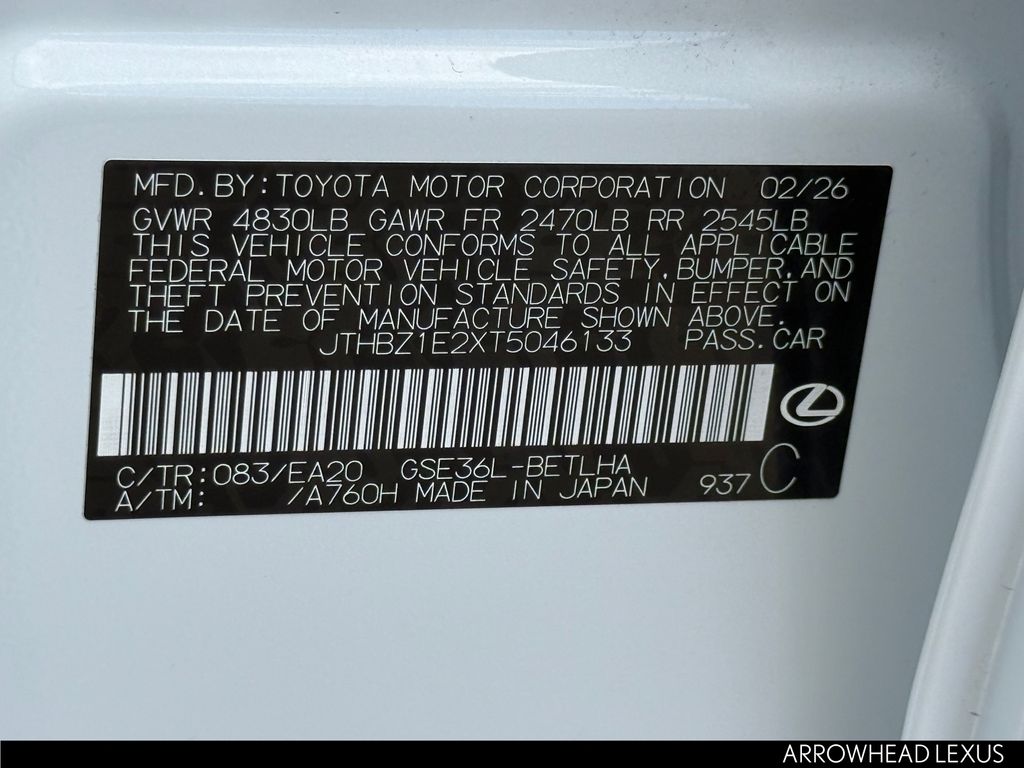 MFD.BY:TOYOTA MOTOR CORPORATION 02/26
GVWR 4830LB GAWR FR 2470LB RR 2545LB
THIS VEHICLE CONFORMS TO ALL APPLICABLE
FEDERAL MOTOR VEHICLE SAFETY,BUMPER,AND
THEFT PREVENTION STANDARDS IN EFFECT ON
THE DATE OF MANUFACTURE SHOWN ABOVE.
JTHBZ1E2XT5046133 PASS.CAR
C/TR:083/EA20 GSE36L-BETLHA
A/TM: /A760H MADE IN JAPAN 937 C
ARROWHEAD LEXUS